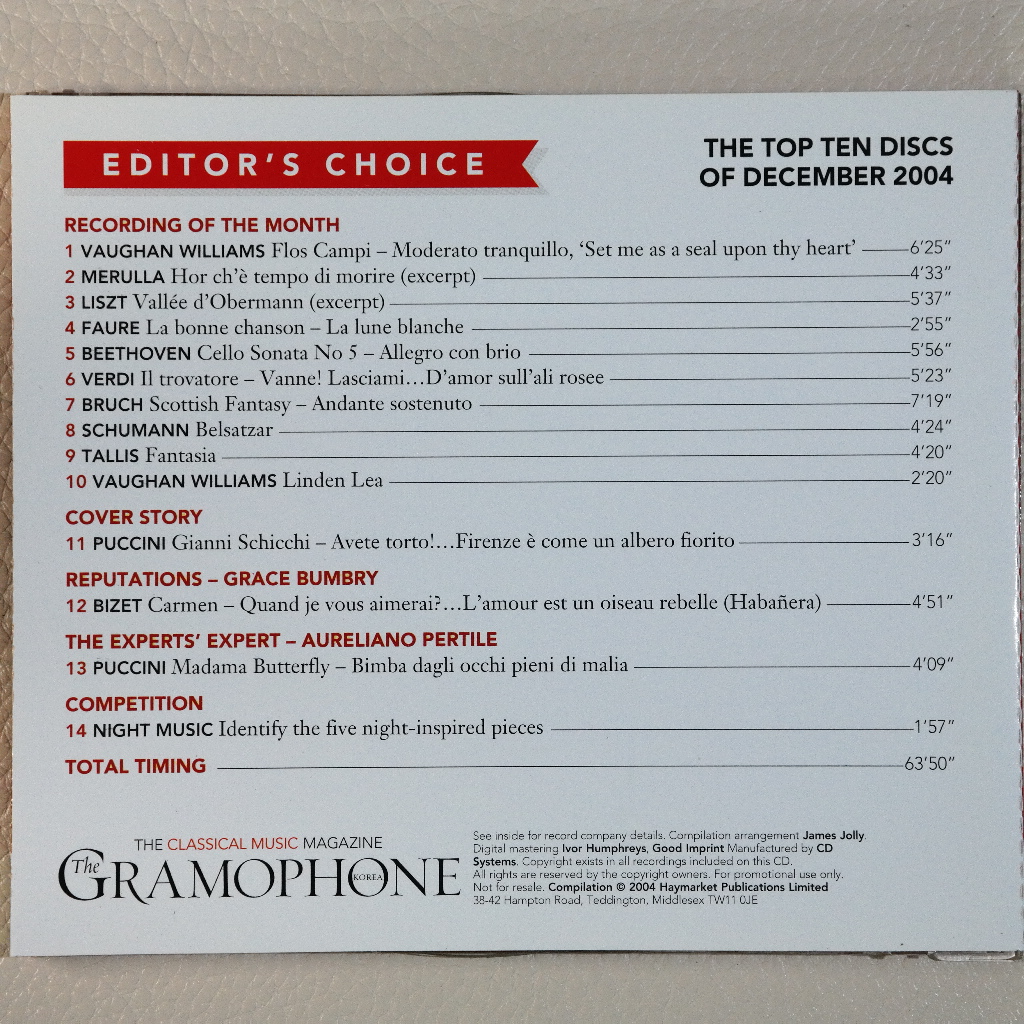 EDITOR'S CHOICE
THE TOP TEN DISCS
OF DECEMBER 2004
RECORDING OF THE MONTH
1 VAUGHAN WILLIAMS Flos Campi – Moderato tranquillo, ‘Set me as a seal upon thy heart’ 6’25”
2 MERULLA Hor ch’è tempo di morire (excerpt) 4’33”
3 LISZT Vallée d’Obermann (excerpt) 5’37”
4 FAURE La bonne chanson – La lune blanche 2’55”
5 BEETHOVEN Cello Sonata No 5 – Allegro con brio 5’56”
6 VERDI Il trovatore – Vanne! Lasciami…D’amor sull’ali rosee 5’23”
7 BRUCH Scottish Fantasy – Andante sostenuto 7’19”
8 SCHUMANN Belsatzar 4’24”
9 TALLIS Fantasia 4’20”
10 VAUGHAN WILLIAMS Linden Lea 2’20”
COVER STORY
11 PUCCINI Gianni Schicchi – Avete torto!…Firenze è come un albero fiorito 3’16”
REPUTATIONS – GRACE BUMBRY
12 BIZET Carmen – Quand je vous aimerai?…L’amour est un oiseau rebelle (Habañera) 4’51”
THE EXPERTS’ EXPERT – AURELIANO PERTILE
13 PUCCINI Madama Butterfly – Bimba dagli occhi pieni di malia 4’09”
COMPETITION
14 NIGHT MUSIC Identify the five night-inspired pieces 1’57”
TOTAL TIMING 63’50”
THE CLASSICAL MUSIC MAGAZINE
The GRAMOPHONE KOREA
See inside for record company details. Compilation arrangement James Jolly.
Digital mastering Ivor Humphreys, Good Imprint Manufactured by CD
Systems. Copyright exists in all recordings included on this CD.
All rights are reserved by the copyright owners. For promotional use only.
Not for resale. Compilation © 2004 Haymarket Publications Limited
38-42 Hampton Road, Teddington, Middlesex TW11 0JE